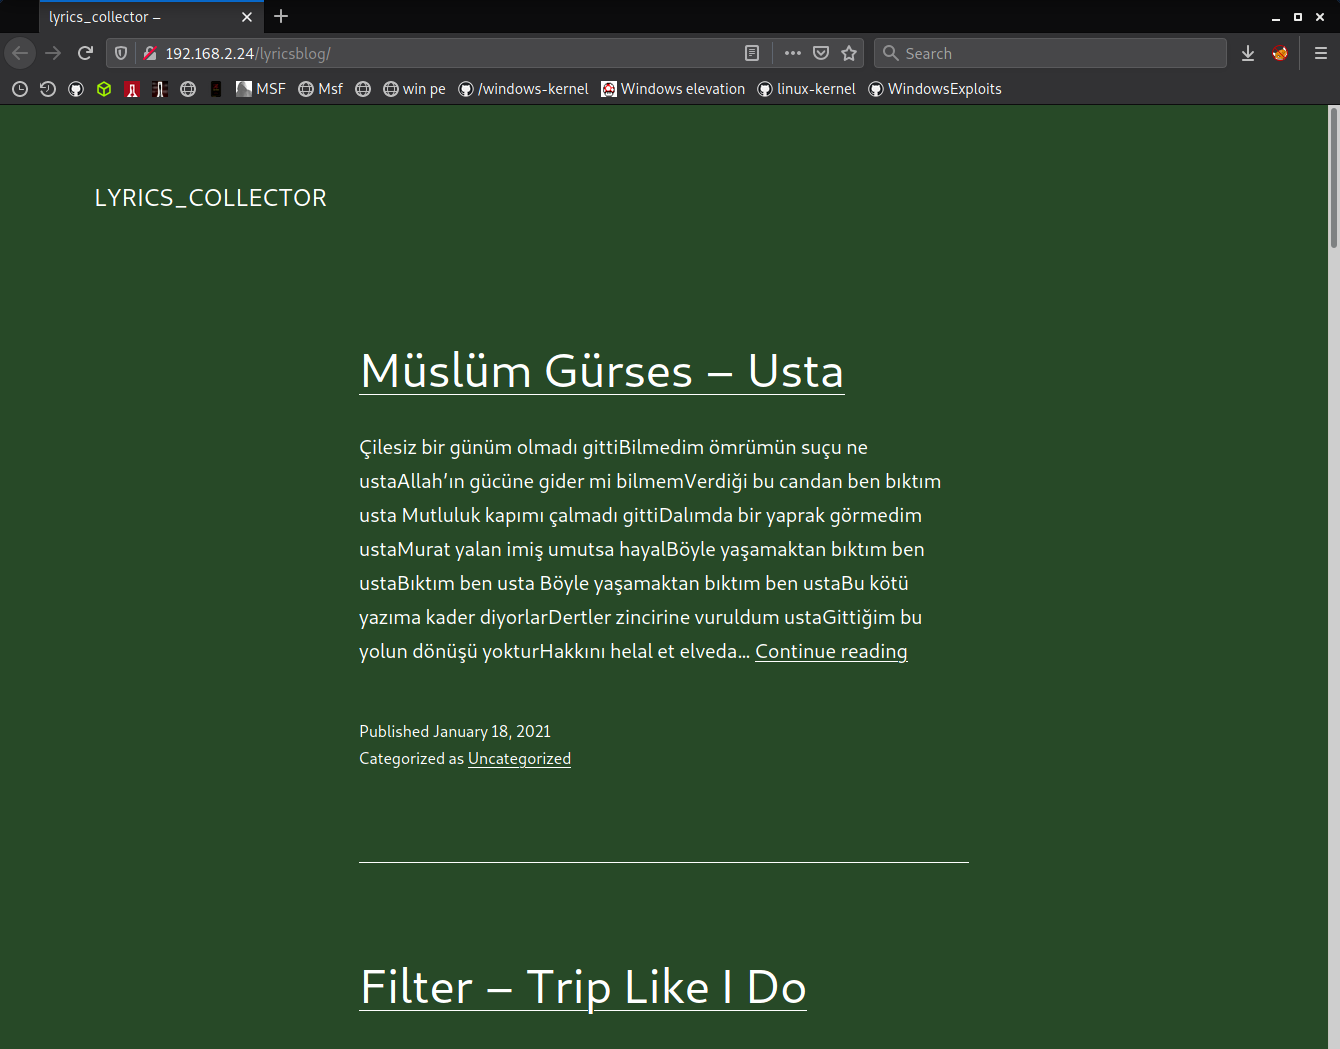 lyrics_collector –
192.168.2.24/lyricsblog/
Search
MSF
Msf
win pe
/windows-kernel
Windows elevation
linux-kernel
WindowsExploits
LYRICS_COLLECTOR
Müslüm Gürses – Usta
Çilesiz bir günüm olmadı gittiBilmedim ömrümün suçu ne
ustaAllah’ın gücüne gider mi bilmemVerdiği bu candan ben bıktım
usta Mutluluk kapımı çalmadı gittiDalımda bir yaprak görmedim
ustaMurat yalan imiş umutsa hayalBöyle yaşamaktan bıktım ben
ustaBıktım ben usta Böyle yaşamaktan bıktım ben ustaBu kötü
yazıma kader diyorlarDertler zincirine vuruldum ustaGittiğim bu
yolun dönüşü yokturHakkını helal et elveda… Continue reading
Published January 18, 2021
Categorized as Uncategorized
Filter – Trip Like I Do